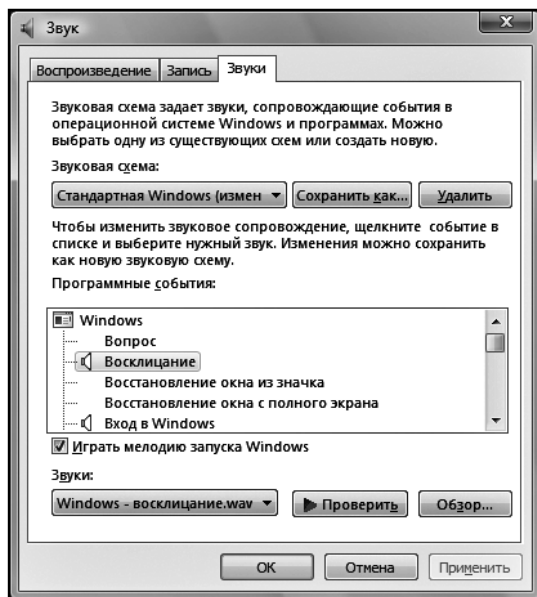 Звук
Воспроизведение Запись Звуки
Звуковая схема задает звуки, сопровождающие события в
операционной системе Windows и программах. Можно
выбрать одну из существующих схем или создать новую.
Звуковая схема:
Стандартная Windows (измен Сохранить как... Удалить
Чтобы изменить звуковое сопровождение, щелкните событие в
списке и выберите нужный звук. Изменения можно сохранить
как новую звуковую схему.
Программные события:
Windows
Вопрос
Восклицание
Восстановление окна из значка
Восстановление окна с полного экрана
Вход в Windows
Играть мелодию запуска Windows
Звуки:
Windows - восклицание.wav Проверить Обзор...
ОК Отмена Применить